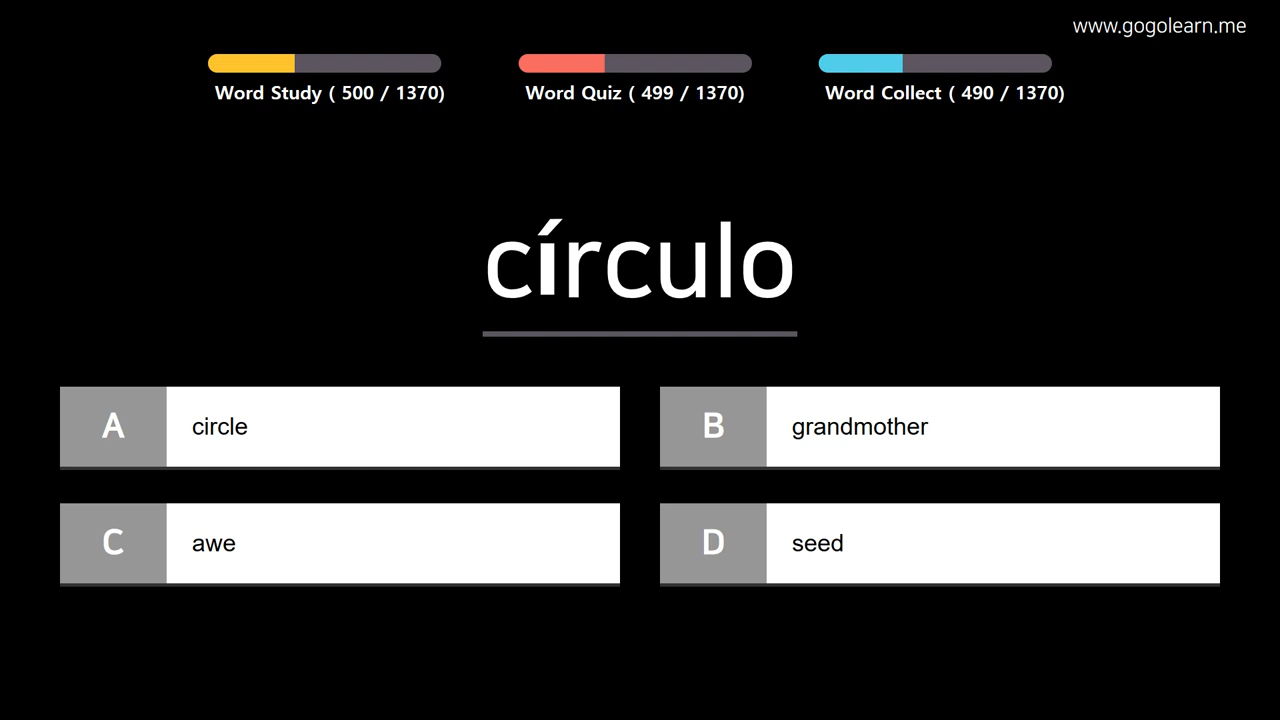 www.gogolearn.me
Word Study ( 500 / 1370)
Word Quiz ( 499 / 1370)
Word Collect ( 490 / 1370)
círculo
A circle
B grandmother
C awe
D seed